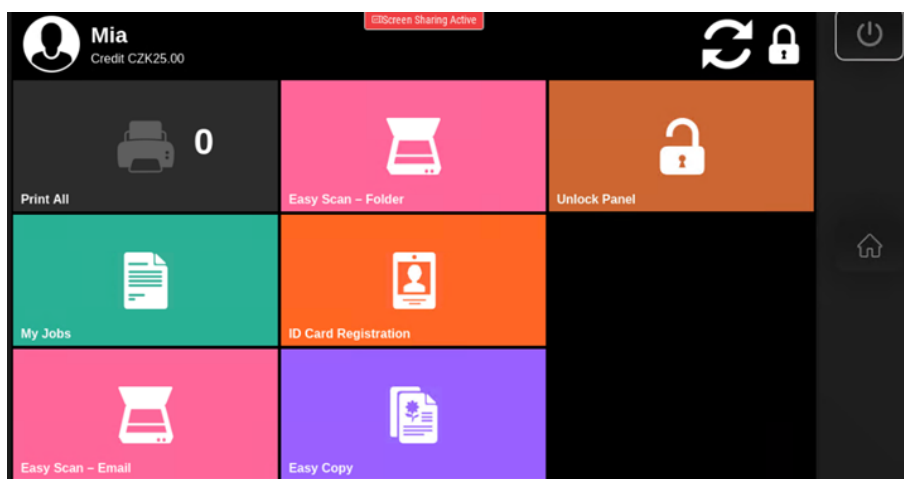 Mia
Credit CZK25.00
Screen Sharing Active
0
Print All
Easy Scan – Folder
Unlock Panel
My Jobs
ID Card Registration
Easy Scan – Email
Easy Copy